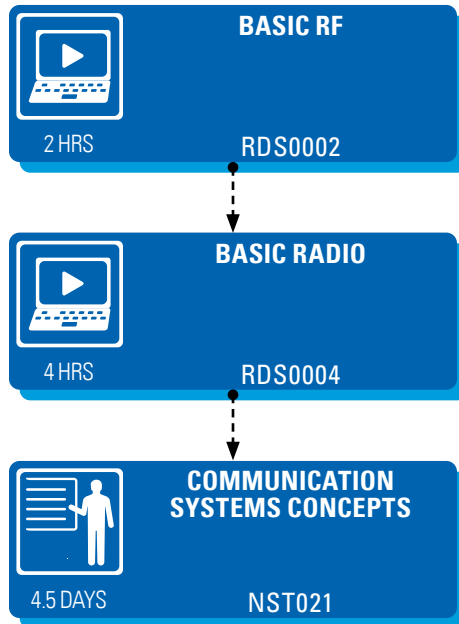 BASIC RF
2 HRS
RDS0002
BASIC RADIO
4 HRS
RDS0004
COMMUNICATION
SYSTEMS CONCEPTS
4.5 DAYS
NST021